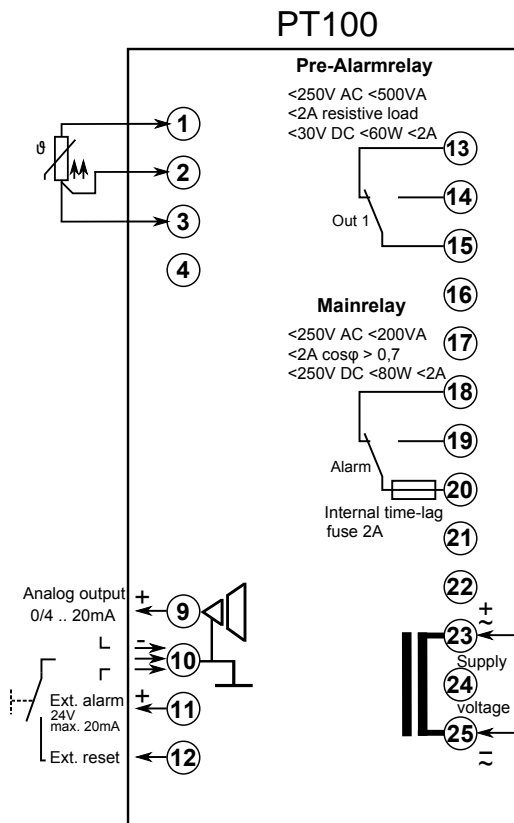 PT100
Pre-Alarmrelay
<250V AC <500VA
<2A resistive load
<30V DC <60W <2A
ϑ
1
2
3
4
13
14
Out 1
15
16
Mainrelay
17
<250V AC <200VA
<2A cosφ > 0,7
<250V DC <80W <2A
18
19
Alarm
20
Internal time-lag
fuse 2A
21
22
Analog output
0/4 .. 20mA
+
9
-
10
Ext. alarm
24V
max. 20mA
+
11
Ext. reset
12
+
~
23
Supply
24
voltage
25
–
~